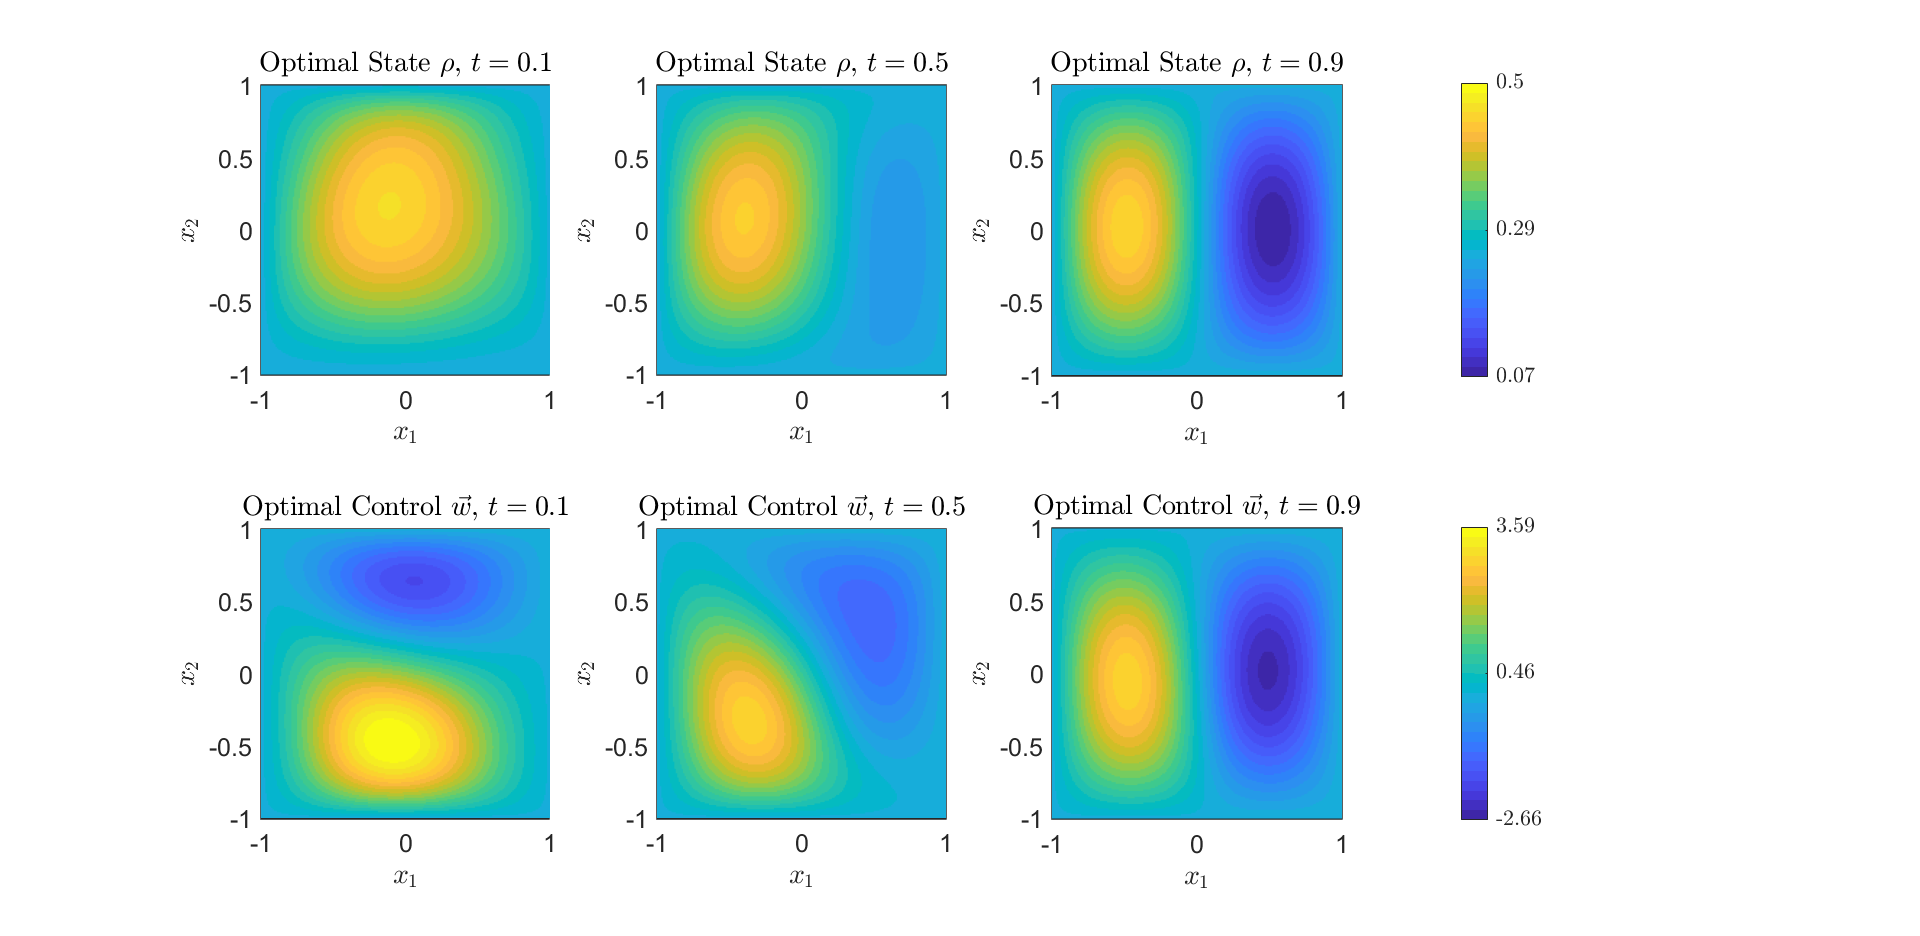 Optimal State ρ, t = 0.1
1
0.5
0
-0.5
-1
x₂
-1 0 1
x₁
Optimal State ρ, t = 0.5
1
0.5
0
-0.5
-1
x₂
-1 0 1
x₁
Optimal State ρ, t = 0.9
1
0.5
0
-0.5
-1
x₂
-1 0 1
x₁
0.5
0.29
0.07
Optimal Control w⃗, t = 0.1
1
0.5
0
-0.5
-1
x₂
-1 0 1
x₁
Optimal Control w⃗, t = 0.5
1
0.5
0
-0.5
-1
x₂
-1 0 1
x₁
Optimal Control w⃗, t = 0.9
1
0.5
0
-0.5
-1
x₂
-1 0 1
x₁
3.59
0.46
-2.66